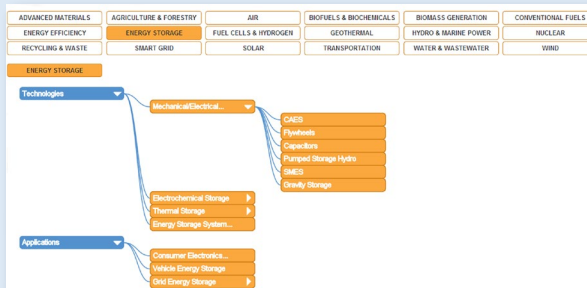 ADVANCED MATERIALS AGRICULTURE & FORESTRY AIR BIOFUELS & BIOCHEMICALS BIOMASS GENERATION CONVENTIONAL FUELS
ENERGY EFFICIENCY ENERGY STORAGE FUEL CELLS & HYDROGEN GEOTHERMAL HYDRO & MARINE POWER NUCLEAR
RECYCLING & WASTE SMART GRID SOLAR TRANSPORTATION WATER & WASTEWATER WIND
ENERGY STORAGE
Technologies
Mechanical/Electrical...
CAES
Flywheels
Capacitors
Pumped Storage Hydro
SMES
Gravity Storage
Electrochemical Storage
Thermal Storage
Energy Storage System...
Applications
Consumer Electronics...
Vehicle Energy Storage
Grid Energy Storage